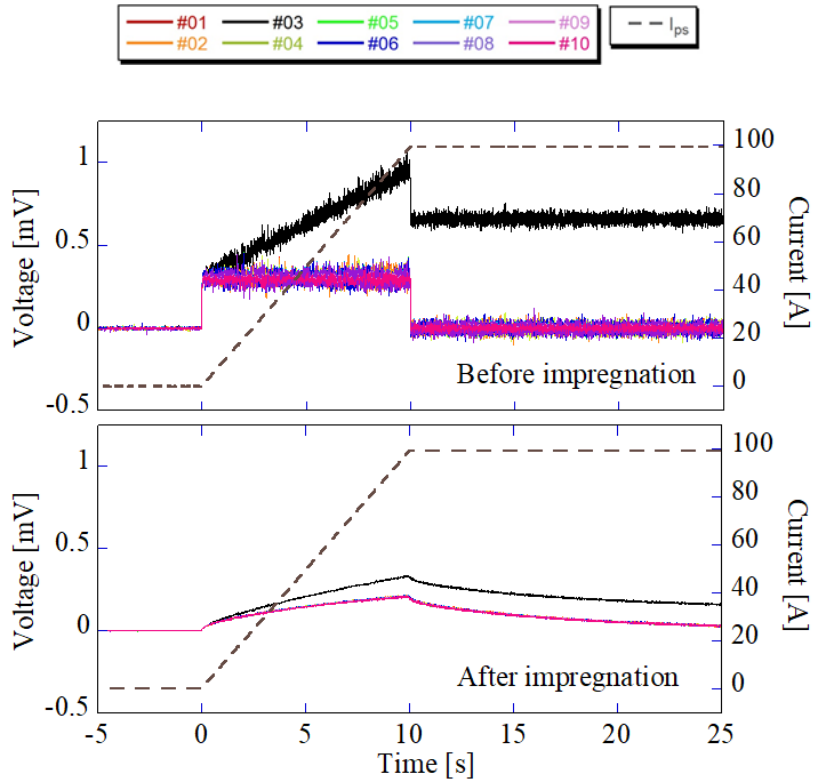 #01 #03 #05 #07 #09 I_ps
#02 #04 #06 #08 #10
Voltage [mV]
1
0.5
0
-0.5
100
80
60
40
20
0
Current [A]
Before impregnation
Voltage [mV]
1
0.5
0
-0.5
100
80
60
40
20
0
Current [A]
After impregnation
-5 0 5 10 15 20 25
Time [s]